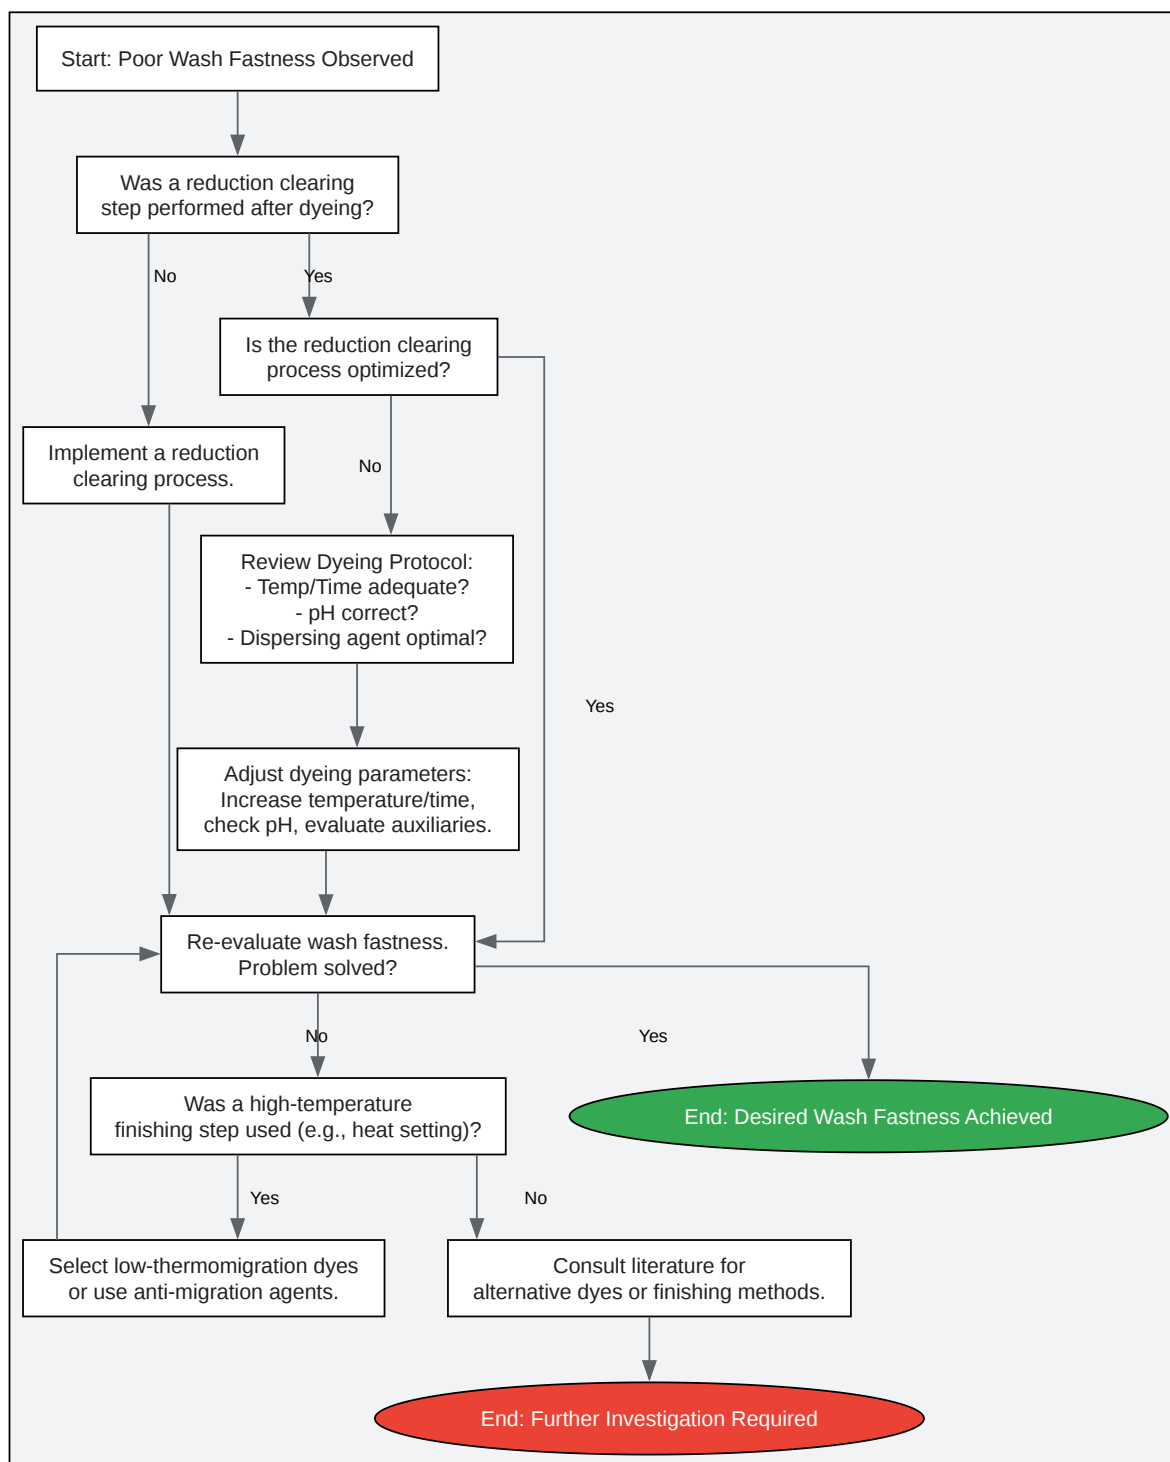 Start: Poor Wash Fastness Observed
Was a reduction clearing
step performed after dyeing?
No
Yes
Is the reduction clearing
process optimized?
Implement a reduction
clearing process.
No
Review Dyeing Protocol:
- Temp/Time adequate?
- pH correct?
- Dispersing agent optimal?
Yes
Adjust dyeing parameters:
Increase temperature/time,
check pH, evaluate auxiliaries.
Re-evaluate wash fastness.
Problem solved?
No
Yes
Was a high-temperature
finishing step used (e.g., heat setting)?
End: Desired Wash Fastness Achieved
Yes
No
Select low-thermomigration dyes
or use anti-migration agents.
Consult literature for
alternative dyes or finishing methods.
End: Further Investigation Required